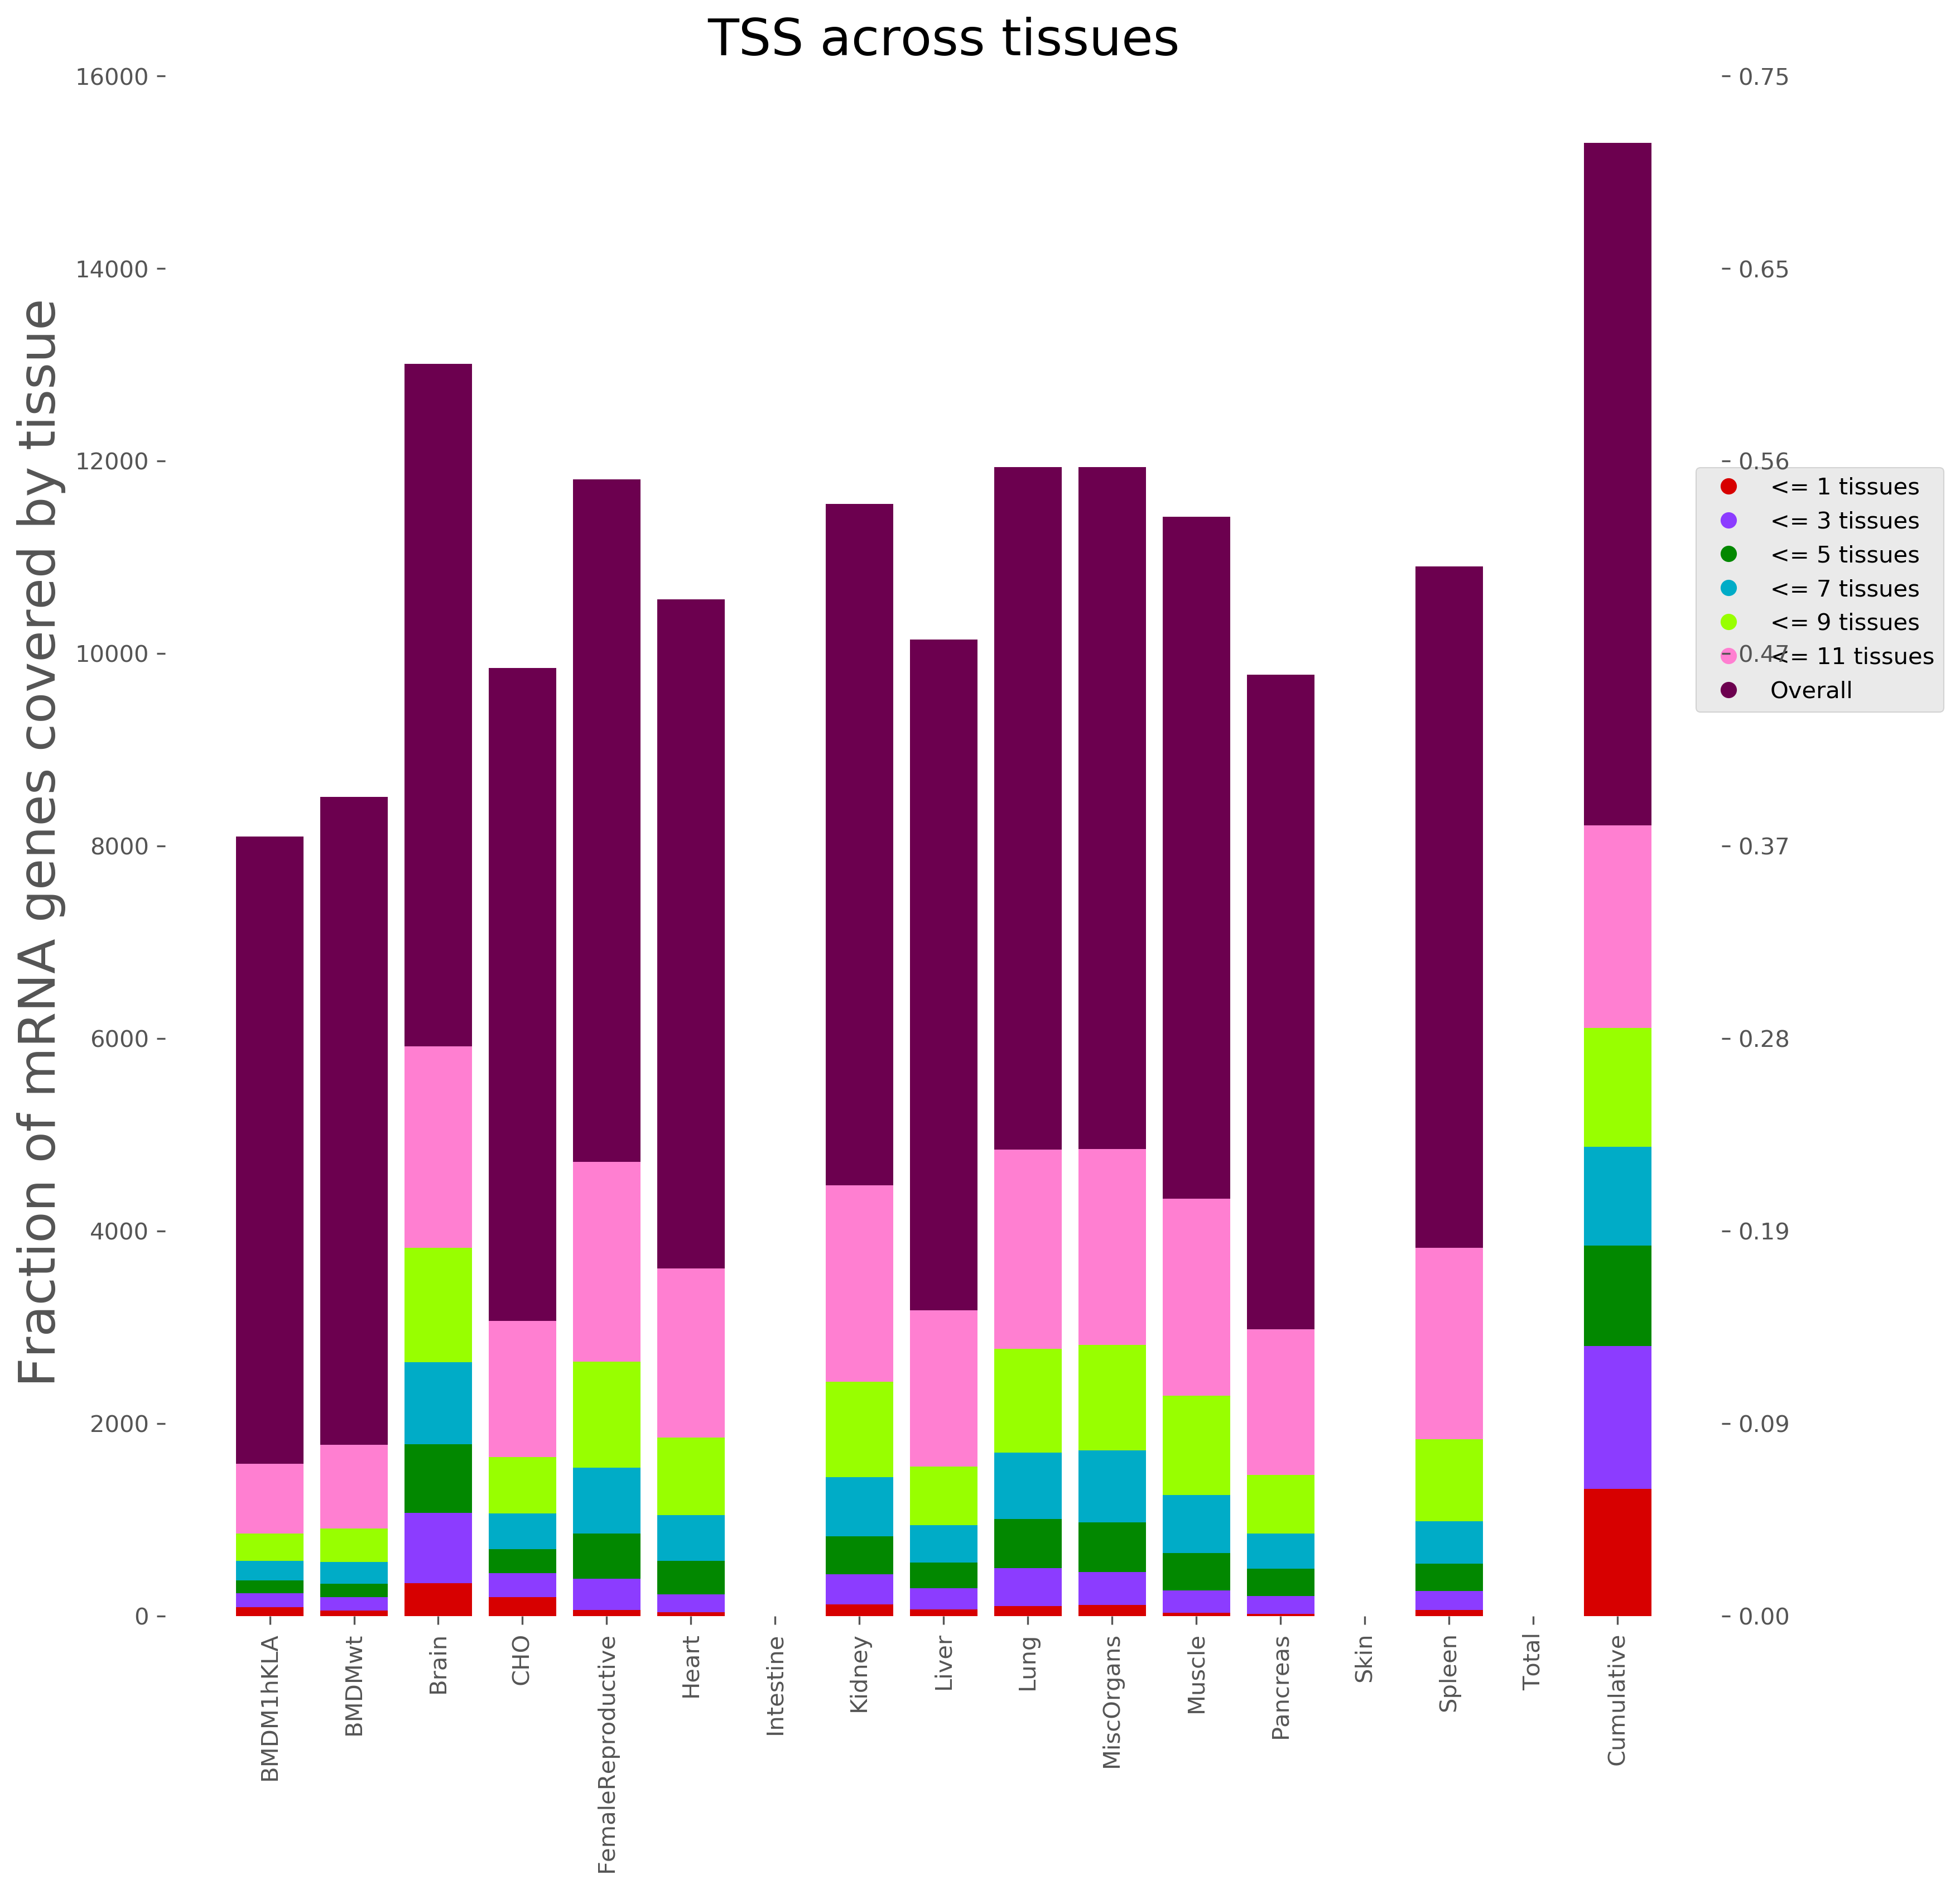 TSS across tissues
Fraction of mRNA genes covered by tissue
16000
14000
12000
10000
8000
6000
4000
2000
0
0.75
0.65
0.56
0.47
0.37
0.28
0.19
0.09
0.00
<= 1 tissues
<= 3 tissues
<= 5 tissues
<= 7 tissues
<= 9 tissues
<= 11 tissues
Overall
BMDM1hKLA
BMDMwt
Brain
CHO
FemaleReproductive
Heart
Intestine
Kidney
Liver
Lung
MiscOrgans
Muscle
Pancreas
Skin
Spleen
Total
Cumulative